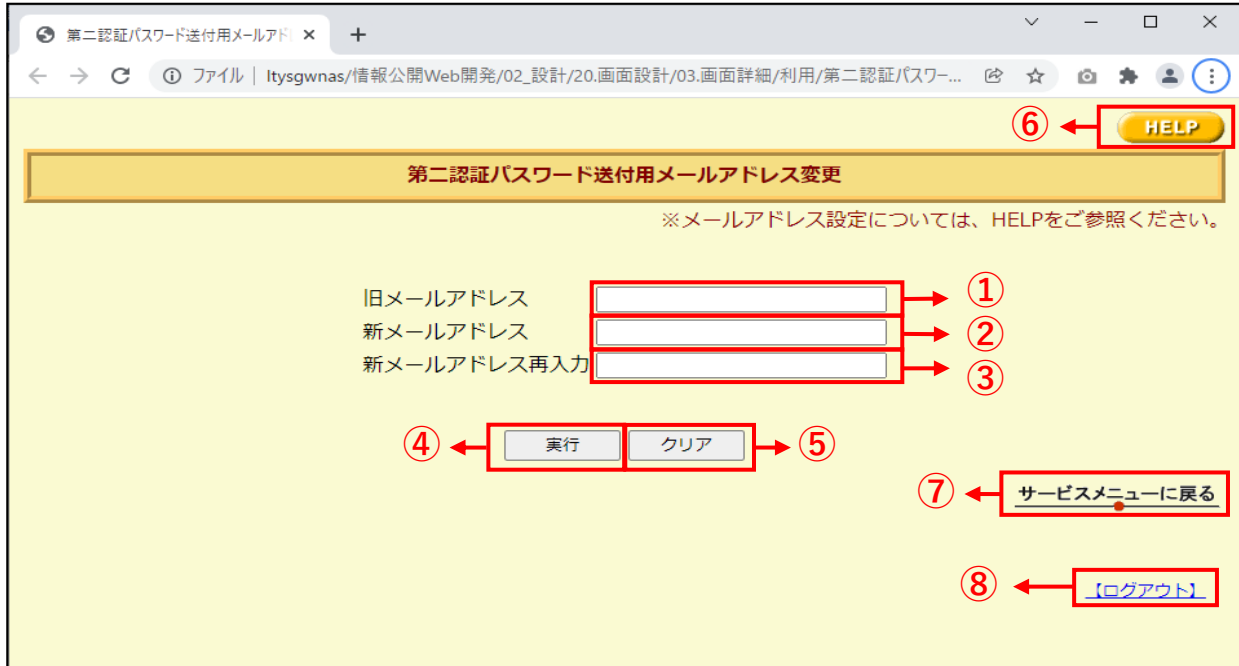 第二認証パスワード送付用メールアド
ファイル | ltysgwnas/情報公開Web開発/02_設計/20.画面設計/03.画面詳細/利用/第二認証パスワー...
⑥ HELP
第二認証パスワード送付用メールアドレス変更
※メールアドレス設定については、HELPをご参照ください。
旧メールアドレス ①
新メールアドレス ②
新メールアドレス再入力 ③
④ 実行 クリア ⑤
⑦ サービスメニューに戻る
⑧ 【ログアウト】